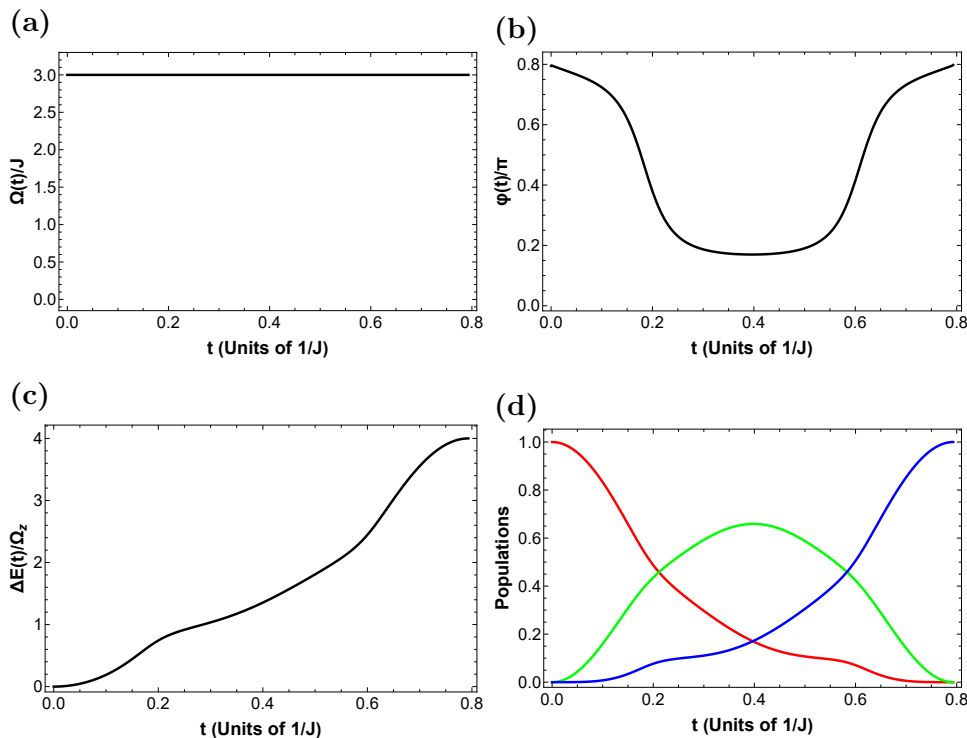 (a)
Ω(t)/J
3.0
2.5
2.0
1.5
1.0
0.5
0.0
0.0 0.2 0.4 0.6 0.8
t (Units of 1/J)
(b)
φ(t)/π
0.8
0.6
0.4
0.2
0.0
0.0 0.2 0.4 0.6 0.8
t (Units of 1/J)
(c)
ΔE(t)/Ωz
4
3
2
1
0
0.0 0.2 0.4 0.6 0.8
t (Units of 1/J)
(d)
Populations
1.0
0.8
0.6
0.4
0.2
0.0
0.0 0.2 0.4 0.6 0.8
t (Units of 1/J)